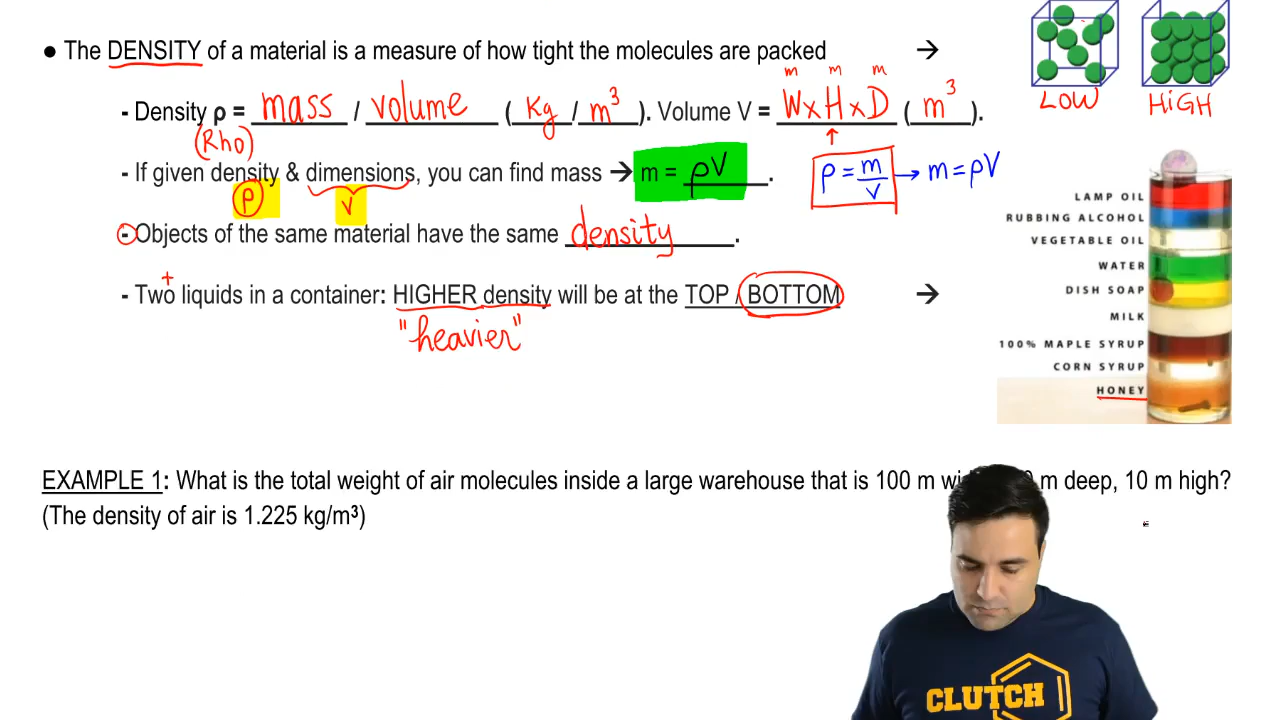 ● The DENSITY of a material is a measure of how tight the molecules are packed →
- Density ρ = mass / volume (Kg/m³). Volume V = W x H x D (m³).
m m m
(Rho)
LOW HiGH
- If given density & dimensions, you can find mass → m = ρV.
ρ = m/V → m = ρV
ρ V
- Objects of the same material have the same density.
+
- Two liquids in a container: HIGHER density will be at the TOP / BOTTOM →
"heavier"
LAMP OIL
RUBBING ALCOHOL
VEGETABLE OIL
WATER
DISH SOAP
MILK
100% MAPLE SYRUP
CORN SYRUP
HONEY
EXAMPLE 1: What is the total weight of air molecules inside a large warehouse that is 100 m m deep, 10 m high?
(The density of air is 1.225 kg/m³)
CLUTCH